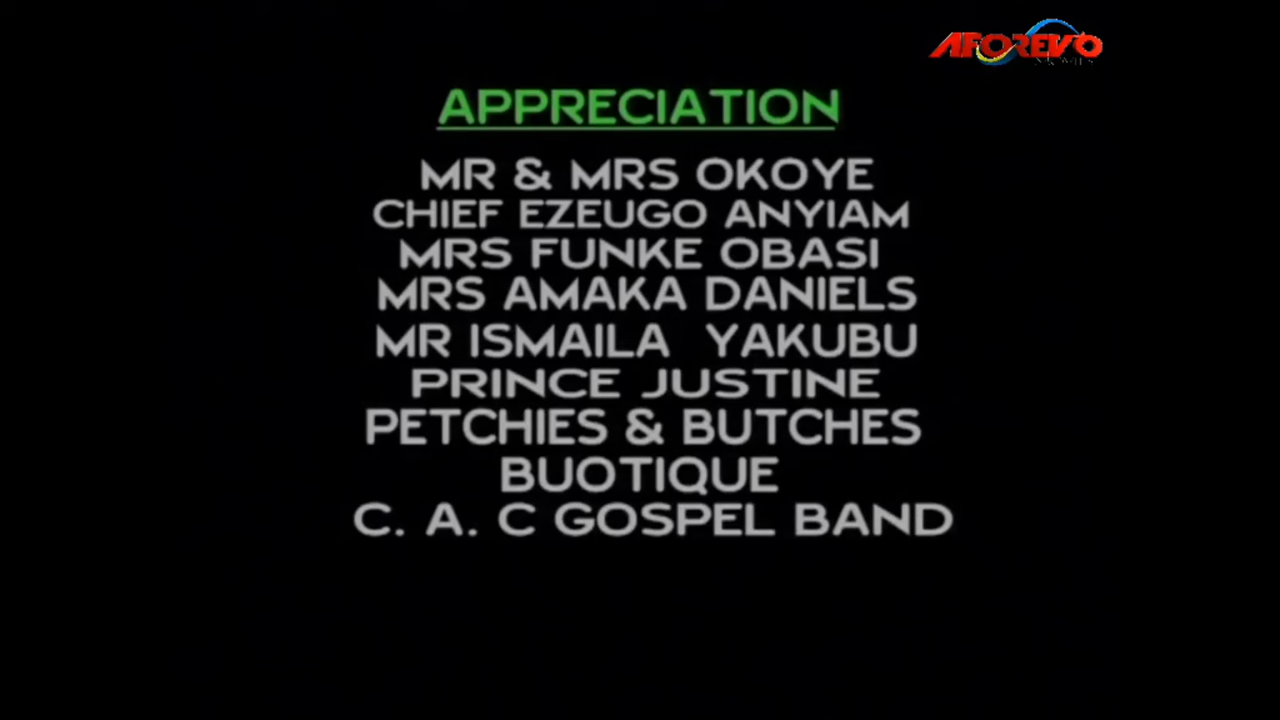 AFOREVO
APPRECIATION
MR & MRS OKOYE
CHIEF EZEUGO ANYIAM
MRS FUNKE OBASI
MRS AMAKA DANIELS
MR ISMAILA YAKUBU
PRINCE JUSTINE
PETCHIES & BUTCHES
BUOTIQUE
C. A. C GOSPEL BAND